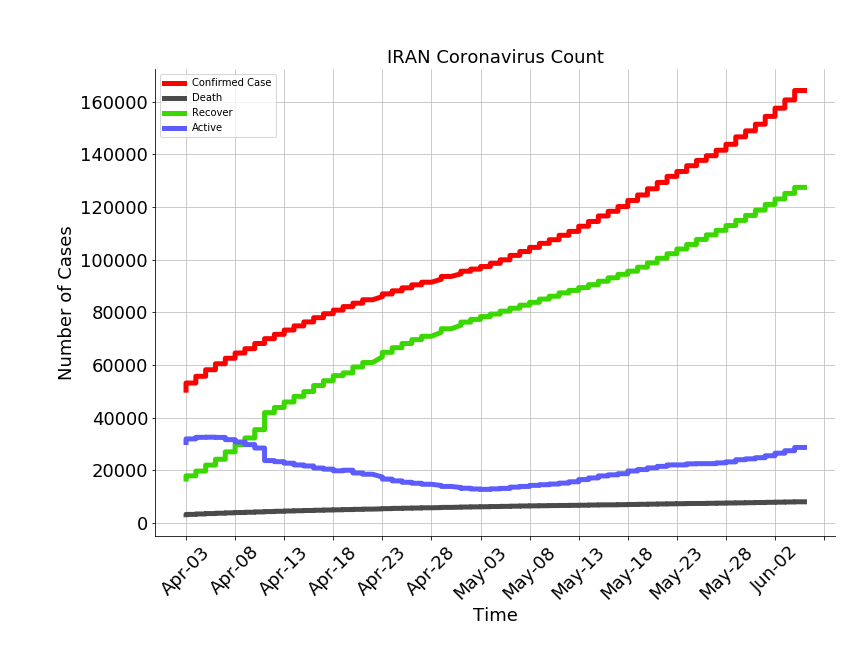 IRAN Coronavirus Count
Confirmed Case
Death
Recover
Active
Number of Cases
160000
140000
120000
100000
80000
60000
40000
20000
0
Apr-03
Apr-08
Apr-13
Apr-18
Apr-23
Apr-28
May-03
May-08
May-13
May-18
May-23
May-28
Jun-02
Time